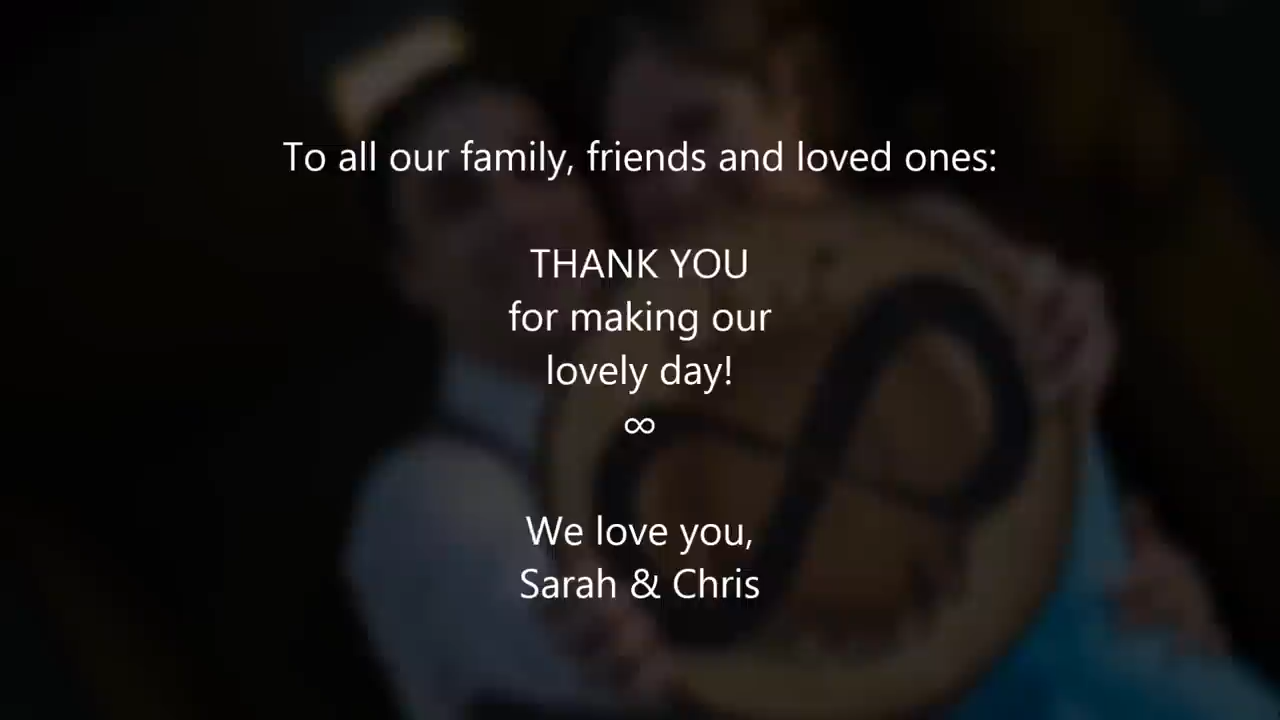 To all our family, friends and loved ones:
THANK YOU
for making our
lovely day!
∞
We love you,
Sarah & Chris